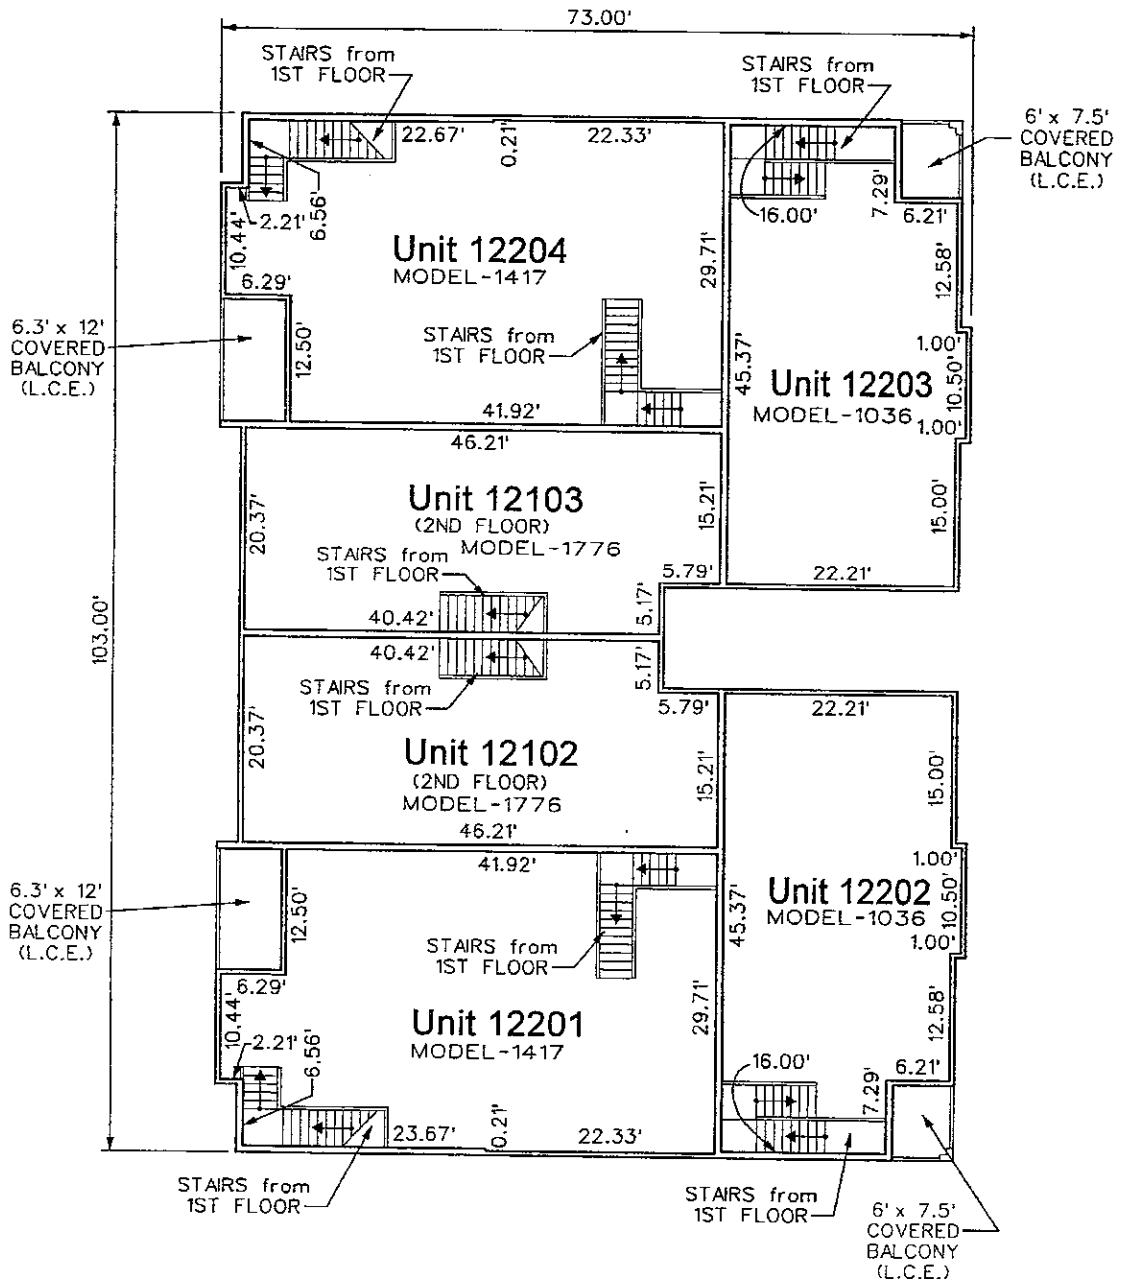 73.00'
STAIRS from
1ST FLOOR
STAIRS from
1ST FLOOR
6' x 7.5'
COVERED
BALCONY
(L.C.E.)
22.67'
0.21'
22.33'
2.21'
6.56'
10.44'
6.29'
16.00'
7.29'
6.21'
Unit 12204
MODEL-1417
29.71'
12.58'
6.3' x 12'
COVERED
BALCONY
(L.C.E.)
12.50'
STAIRS from
1ST FLOOR
45.37'
1.00'
10.50'
Unit 12203
MODEL-1036
1.00'
41.92'
46.21'
Unit 12103
(2ND FLOOR)
MODEL-1776
20.37'
15.21'
15.00'
STAIRS from
1ST FLOOR
5.79'
22.21'
40.42'
5.17'
103.00'
40.42'
5.17'
STAIRS from
1ST FLOOR
5.79'
22.21'
Unit 12102
(2ND FLOOR)
MODEL-1776
20.37'
15.21'
15.00'
46.21'
41.92'
1.00'
10.50'
Unit 12202
MODEL-1036
1.00'
6.3' x 12'
COVERED
BALCONY
(L.C.E.)
12.50'
45.37'
STAIRS from
1ST FLOOR
6.29'
10.44'
Unit 12201
MODEL-1417
29.71'
12.58'
2.21'
6.56'
16.00'
7.29'
6.21'
23.67'
0.21'
22.33'
STAIRS from
1ST FLOOR
STAIRS from
1ST FLOOR
6' x 7.5'
COVERED
BALCONY
(L.C.E.)